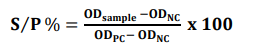 S/P % = (OD_sample − OD_NC) / (OD_PC − OD_NC) x 100